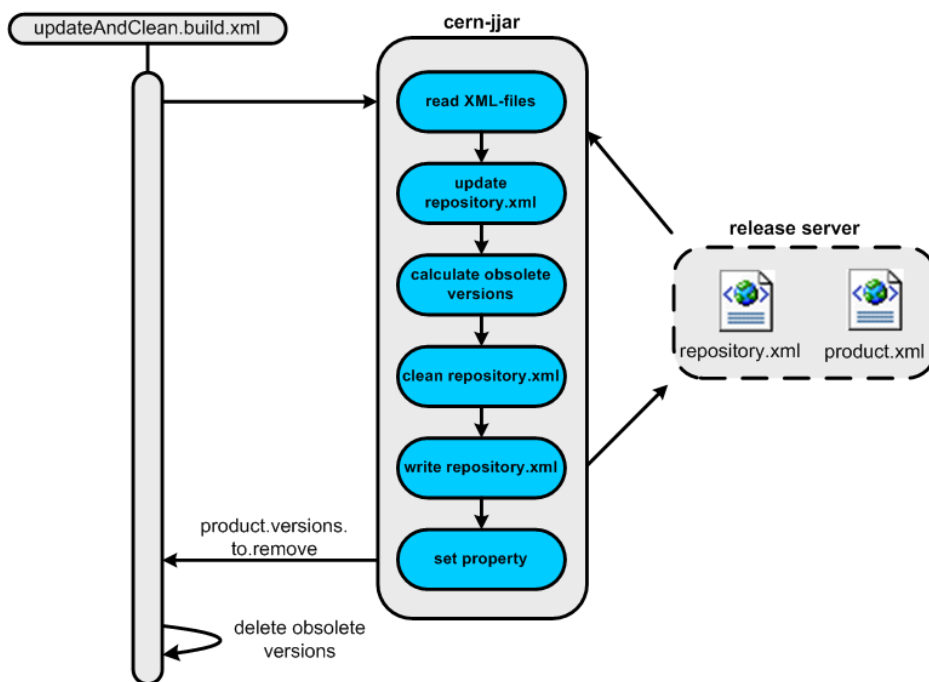 updateAndClean.build.xml
cern-jjar
read XML-files
update
repository.xml
calculate obsolete
versions
clean repository.xml
write repository.xml
set property
product.versions.
to.remove
delete obsolete
versions
release server
repository.xml
product.xml